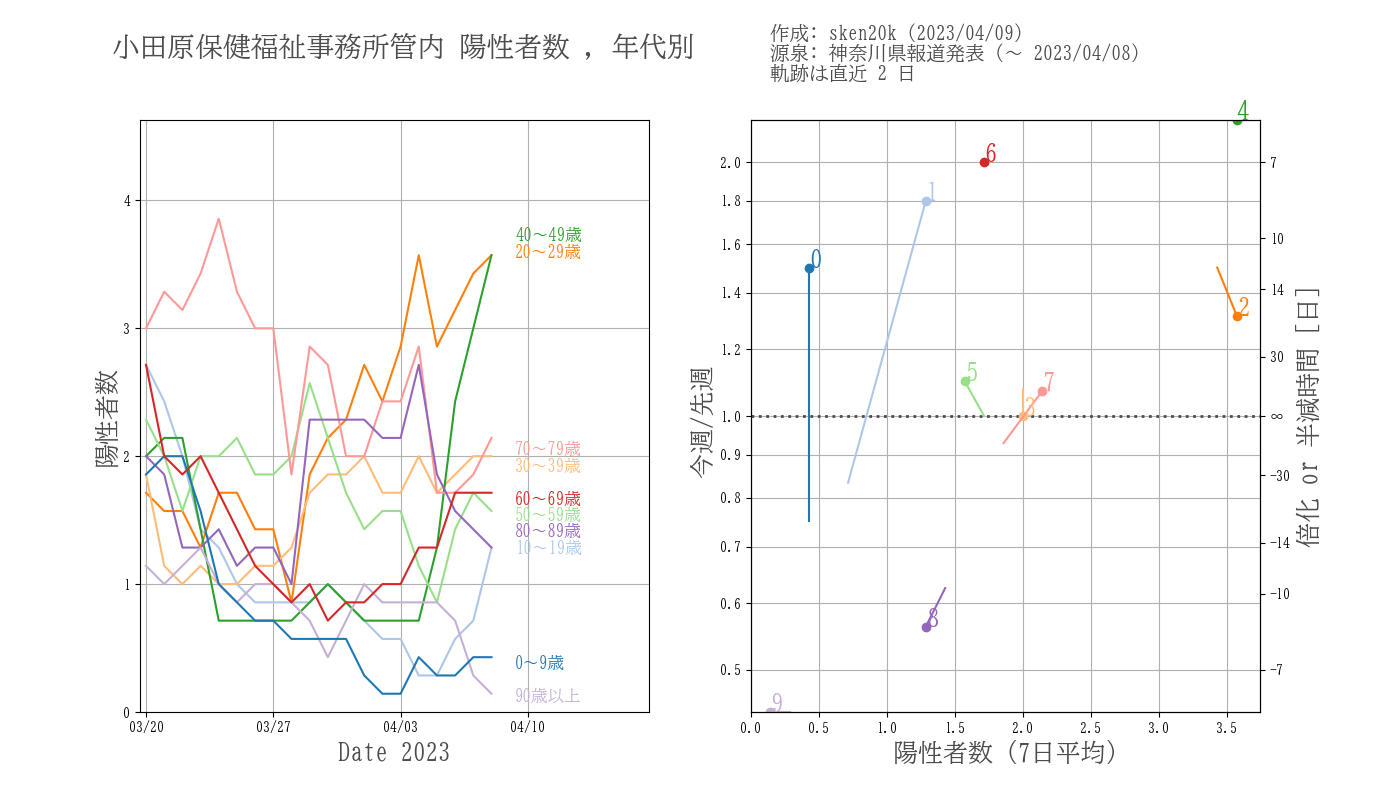 小田原保健福祉事務所管内 陽性者数 , 年代別
作成: sken20k (2023/04/09)
源泉: 神奈川県報道発表 (～ 2023/04/08)
軌跡は直近 2 日
陽性者数
4
3
2
1
0
03/20
03/27
04/03
04/10
Date 2023
40～49歳
20～29歳
70～79歳
30～39歳
60～69歳
50～59歳
80～89歳
10～19歳
0～9歳
90歳以上
今週/先週
2.0
1.8
1.6
1.4
1.2
1.0
0.9
0.8
0.7
0.6
0.5
4
6
1
0
2
5
7
3
8
9
0.0
0.5
1.0
1.5
2.0
2.5
3.0
3.5
陽性者数 (7日平均)
7
10
14
30
∞
-30
-14
-10
-7
倍化 or 半減時間 [日]